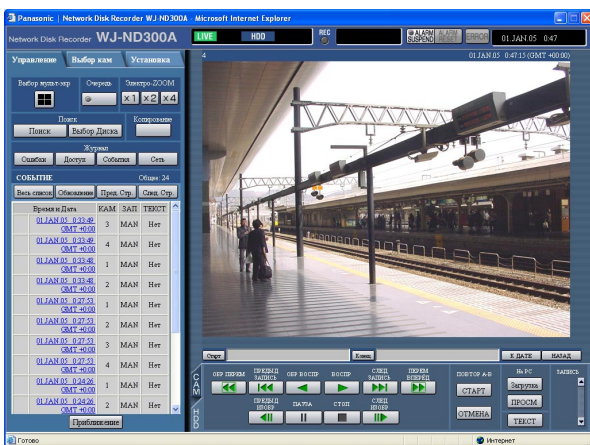 Panasonic | Network Disk Recorder WJ-ND300A - Microsoft Internet Explorer
Network Disk Recorder WJ-ND300A
LIVE HDD REC ALARM SUSPEND ALARM RESET ERROR 01.JAN.05 0:47
Управление Выбор кам Установка
4 01.JAN.05 0:47:15 (GMT +00:00)
Выбор мульт-экр Очередь Электро-ZOOM
x1 x2 x4
Поиск Копирование
Поиск Выбор Диска
Журнал
Ошибки Доступ События Сеть
СОБЫТИЕ Общее: 24
Весь список Обновление Пред. Стр. След. Стр.
Время и Дата КАМ ЗАП ТЕКСТ
01.JAN.05 0:33:49 GMT +0:00 3 MAN Нет
01.JAN.05 0:33:49 GMT +0:00 4 MAN Нет
01.JAN.05 0:33:48 GMT +0:00 1 MAN Нет
01.JAN.05 0:33:48 GMT +0:00 2 MAN Нет
01.JAN.05 0:27:53 GMT +0:00 1 MAN Нет
01.JAN.05 0:27:53 GMT +0:00 2 MAN Нет
01.JAN.05 0:27:53 GMT +0:00 3 MAN Нет
01.JAN.05 0:27:53 GMT +0:00 4 MAN Нет
01.JAN.05 0:24:26 GMT +0:00 1 MAN Нет
01.JAN.05 0:24:26 GMT +0:00 2 MAN Нет
Приближение
Старт Конец К ДАТЕ НАЗАД
CAM
HDD
ОБР ПЕРЕМ ПРЕДЫД ЗАПИСЬ ОБР ВОСПР ВОСПР СЛЕД ЗАПИСЬ ПЕРЕМ ВПЕРЁД
ПРЕДЫД ИЗОБР ПАУЗА СТОП СЛЕД ИЗОБР
ПОВТОР A-B
СТАРТ
ОТМЕНА
На PC
Загрузка
ПРОСМ
ТЕКСТ
ЗАПИСЬ
Готово Интернет